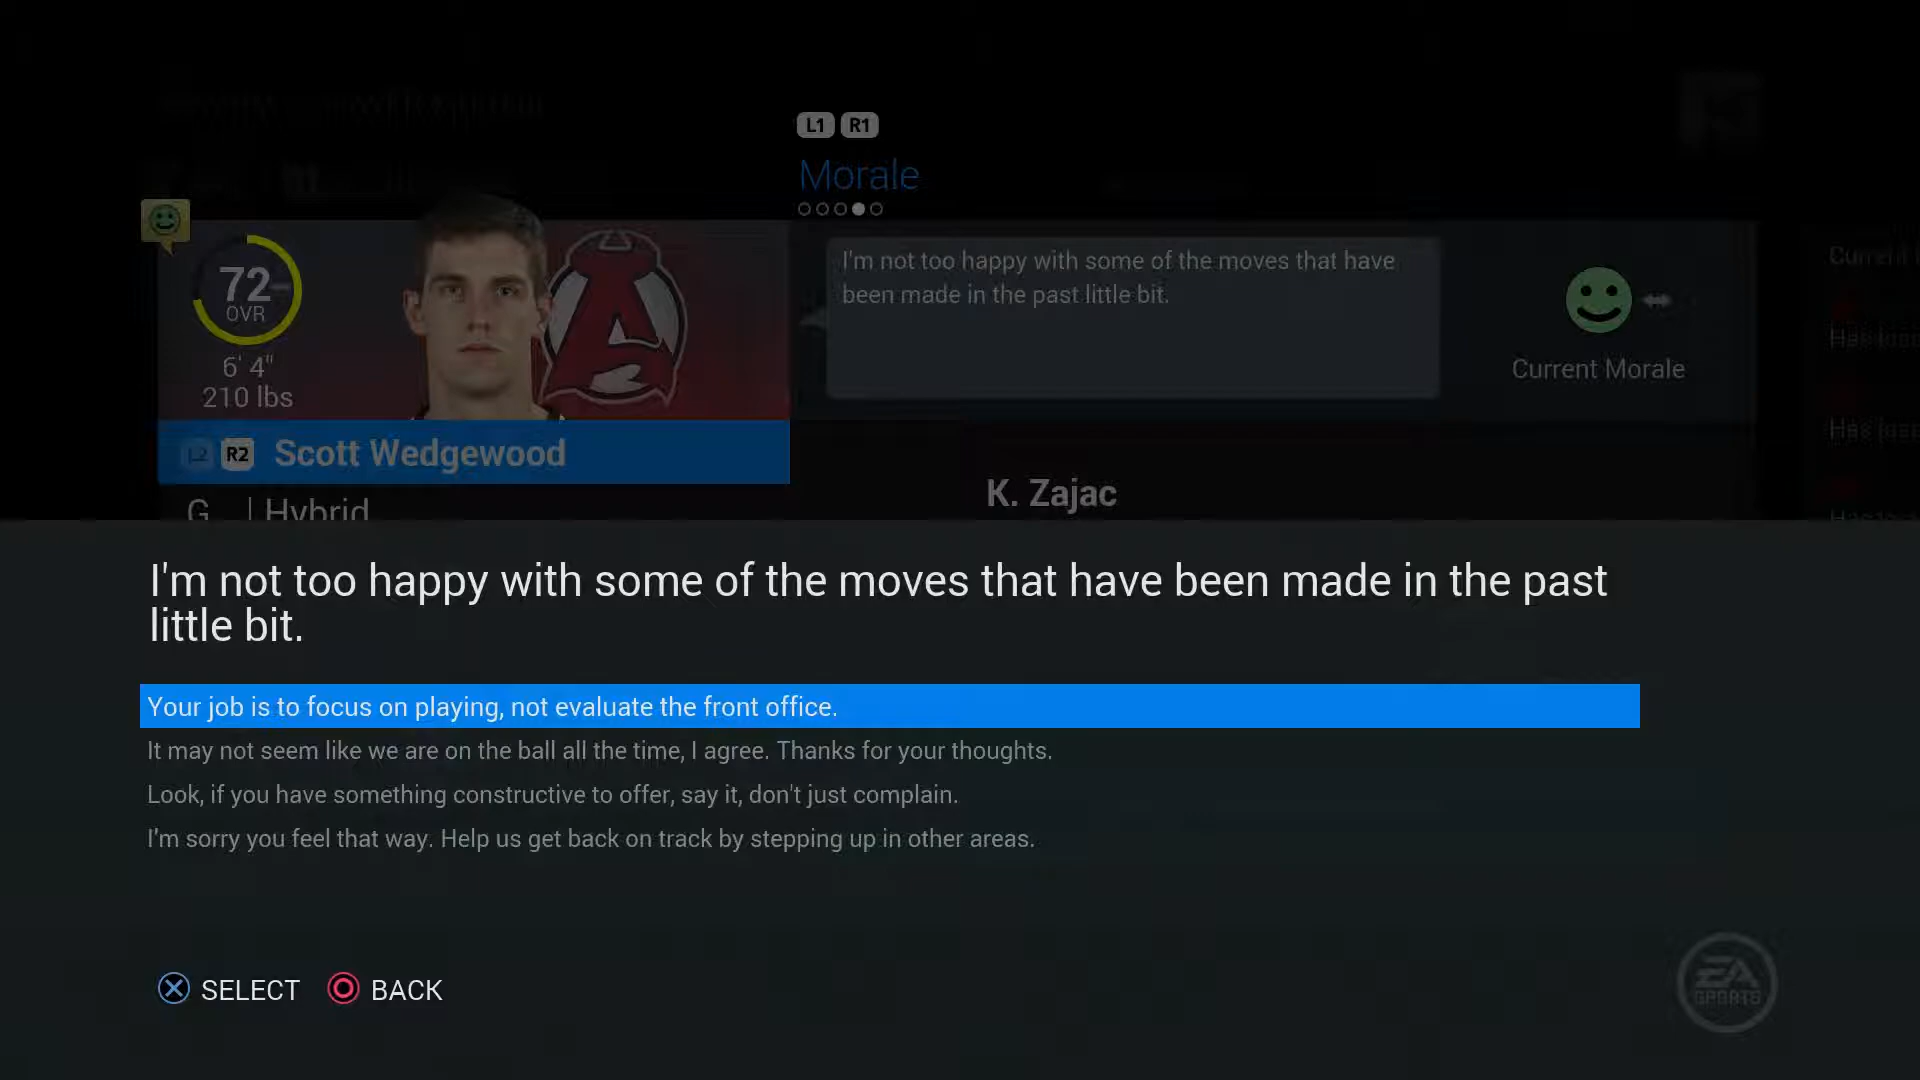 L1 R1
Morale
72
OVR
6' 4"
210 lbs
I'm not too happy with some of the moves that have
been made in the past little bit.
Current Morale
L2 R2 Scott Wedgewood
G | Hybrid
K. Zajac
I'm not too happy with some of the moves that have been made in the past
little bit.
Your job is to focus on playing, not evaluate the front office.
It may not seem like we are on the ball all the time, I agree. Thanks for your thoughts.
Look, if you have something constructive to offer, say it, don't just complain.
I'm sorry you feel that way. Help us get back on track by stepping up in other areas.
SELECT BACK
EA
SPORTS